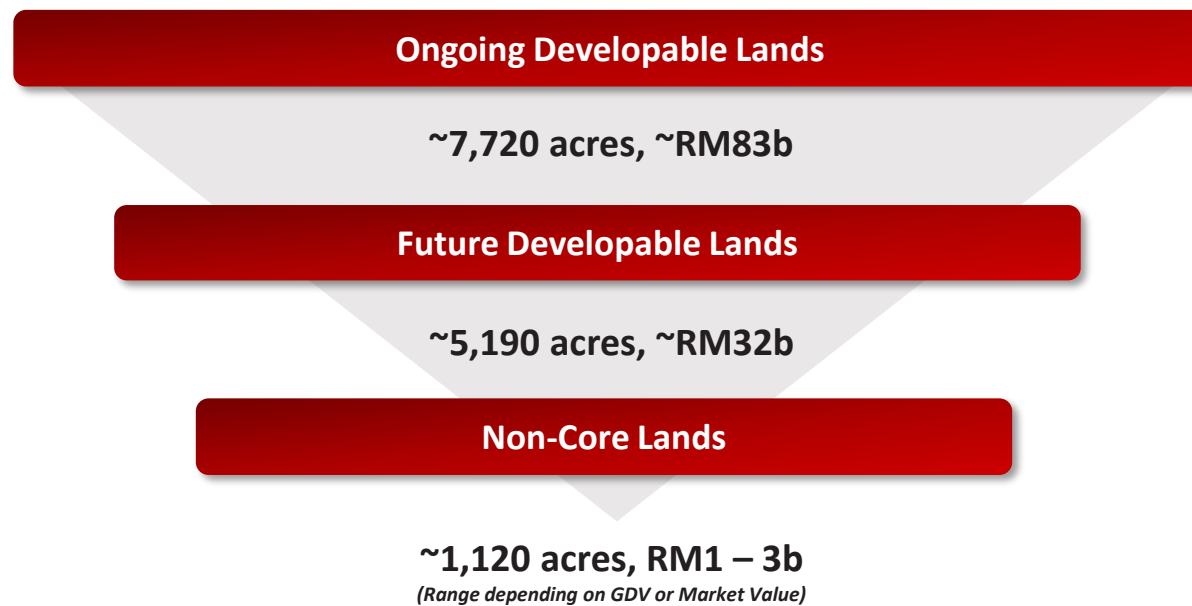 Ongoing Developable Lands
~7,720 acres, ~RM83b
Future Developable Lands
~5,190 acres, ~RM32b
Non-Core Lands
~1,120 acres, RM1 – 3b
(Range depending on GDV or Market Value)